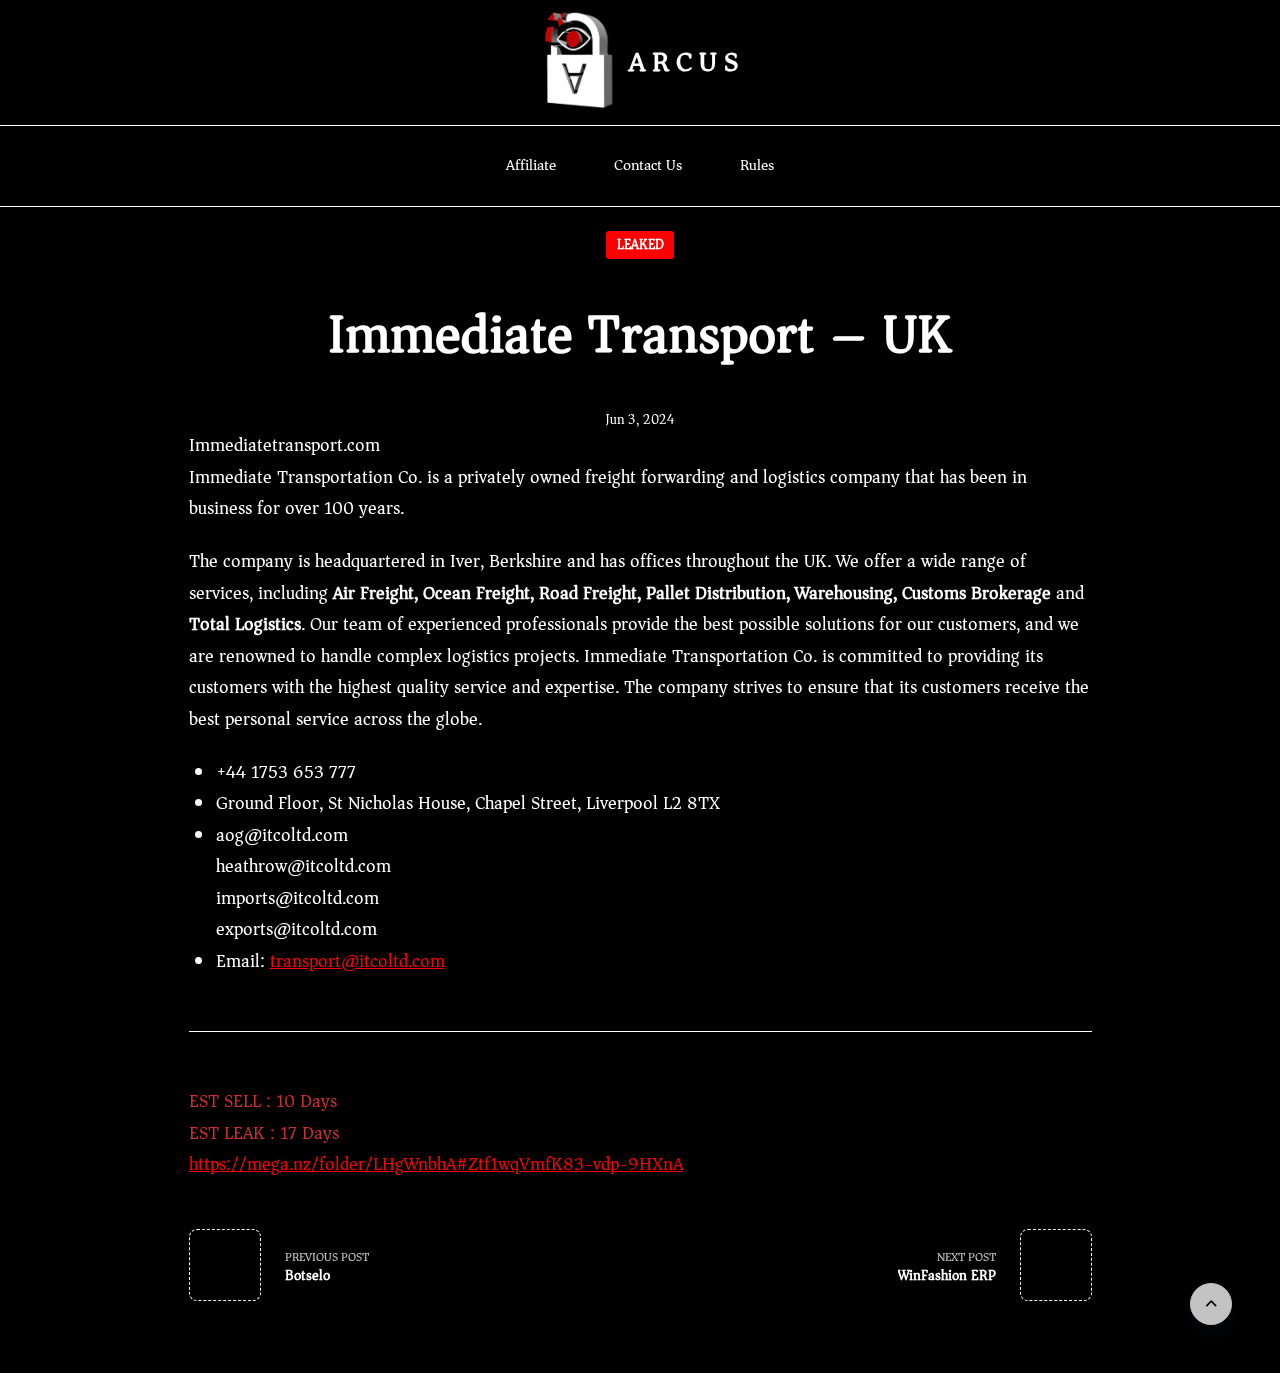 ARCUS
Affiliate Contact Us Rules
LEAKED
Immediate Transport – UK
Jun 3, 2024
Immediatetransport.com
Immediate Transportation Co. is a privately owned freight forwarding and logistics company that has been in
business for over 100 years.
The company is headquartered in Iver, Berkshire and has offices throughout the UK. We offer a wide range of
services, including Air Freight, Ocean Freight, Road Freight, Pallet Distribution, Warehousing, Customs Brokerage and
Total Logistics. Our team of experienced professionals provide the best possible solutions for our customers, and we
are renowned to handle complex logistics projects. Immediate Transportation Co. is committed to providing its
customers with the highest quality service and expertise. The company strives to ensure that its customers receive the
best personal service across the globe.
+44 1753 653 777
Ground Floor, St Nicholas House, Chapel Street, Liverpool L2 8TX
aog@itcoltd.com
heathrow@itcoltd.com
imports@itcoltd.com
exports@itcoltd.com
Email: transport@itcoltd.com
EST SELL : 10 Days
EST LEAK : 17 Days
https://mega.nz/folder/LHgWnbhA#Ztf1wqVmfK83-vdp-9HXnA
PREVIOUS POST
Botselo
NEXT POST
WinFashion ERP